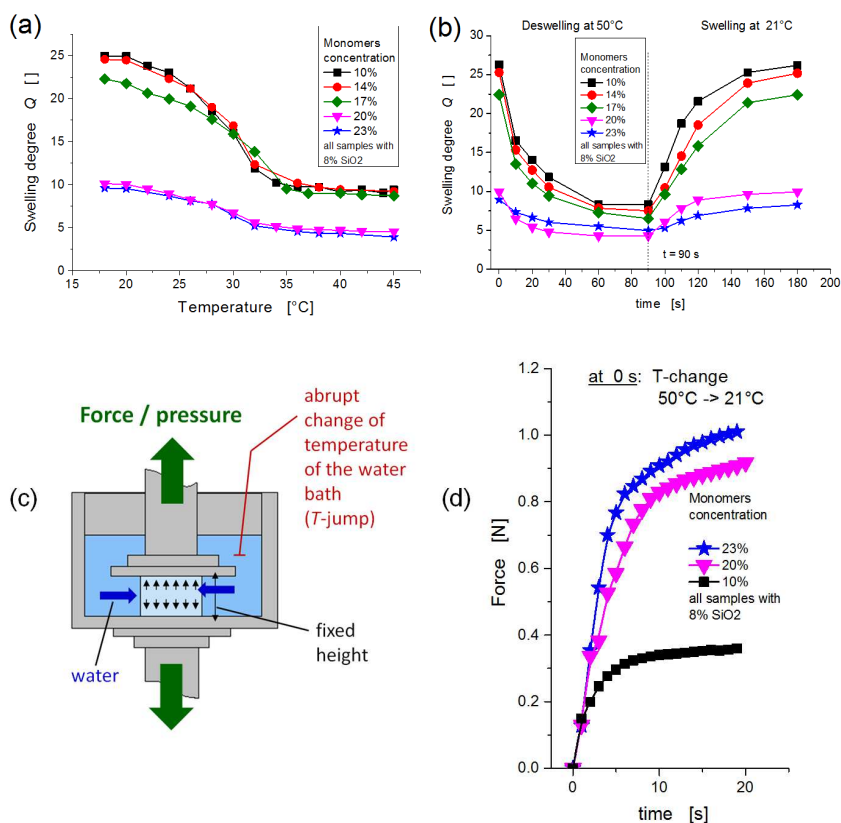 (a)
Swelling degree Q [ ]
25
20
15
10
5
0
15 20 25 30 35 40 45
Temperature [°C]
Monomers
concentration
10%
14%
17%
20%
23%
all samples with
8% SiO2
(b)
Deswelling at 50°C
Swelling at 21°C
Swelling degree Q [ ]
30
25
20
15
10
5
0
0 20 40 60 80 100 120 140 160 180 200
time [s]
Monomers
concentration
10%
14%
17%
20%
23%
all samples with
8% SiO2
t = 90 s
(c)
Force / pressure
abrupt
change of
temperature
of the water
bath
(T-jump)
water
fixed
height
(d)
at 0 s: T-change
50°C -> 21°C
Force [N]
1.2
1.0
0.8
0.6
0.4
0.2
0.0
0 10 20
time [s]
Monomers
concentration
23%
20%
10%
all samples with
8% SiO2